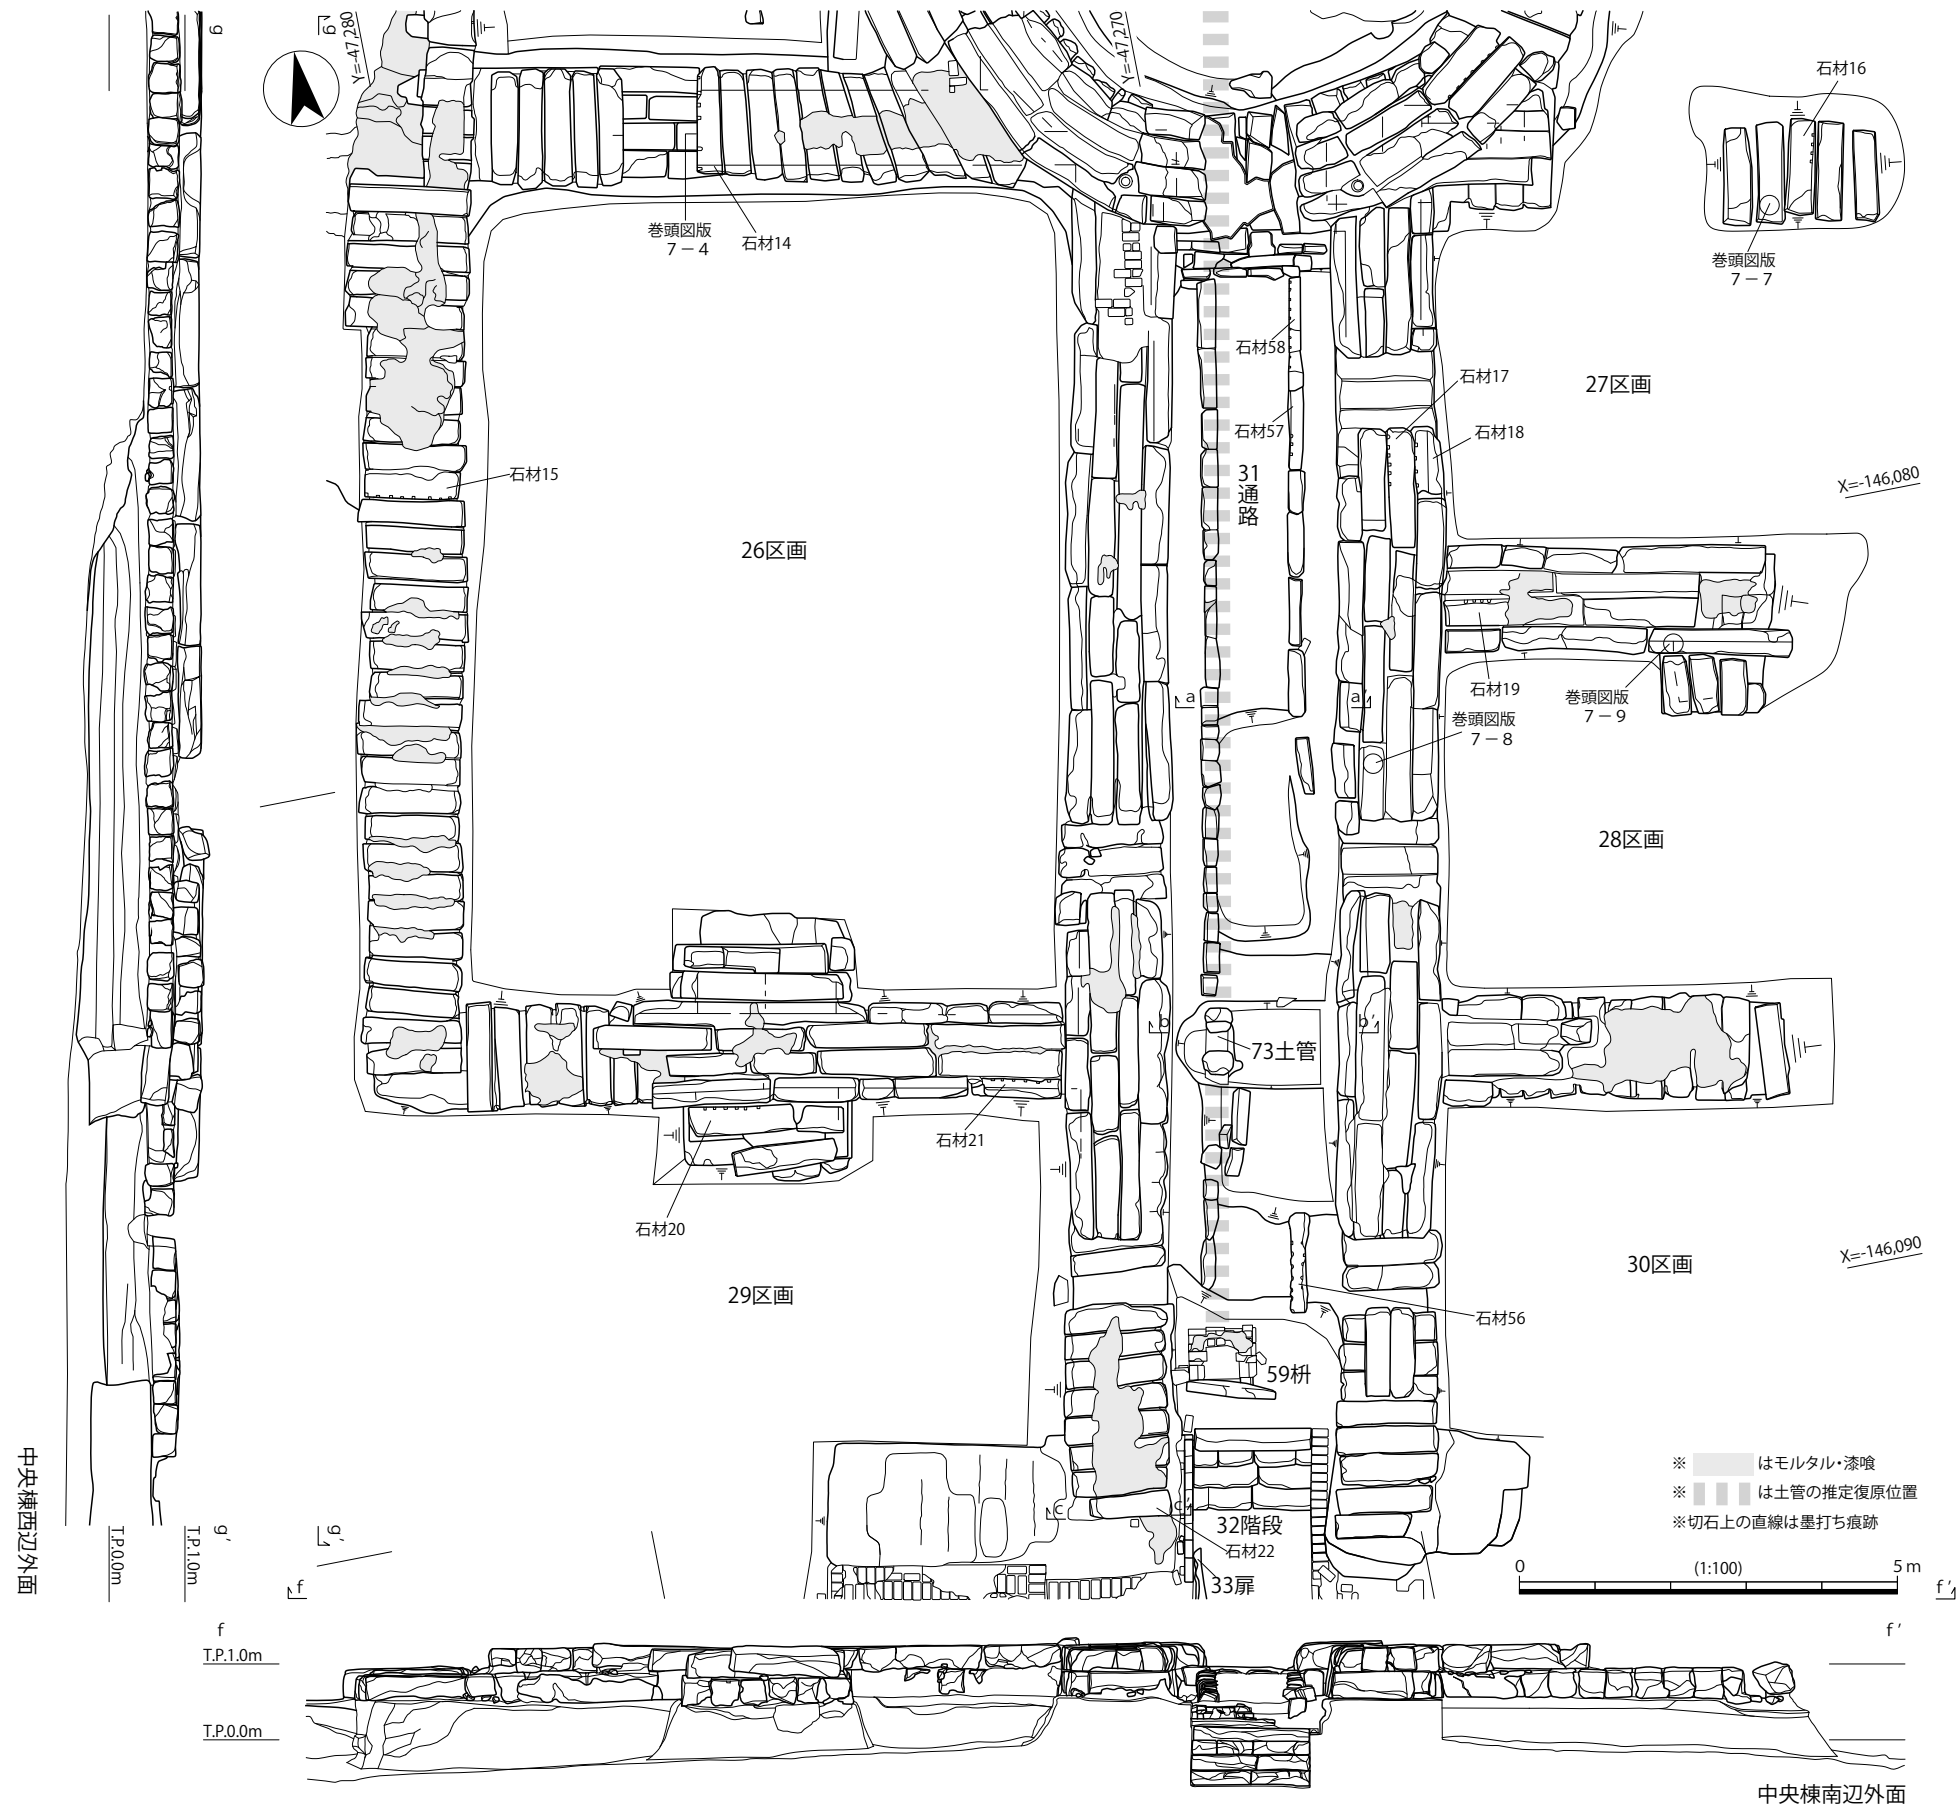 g
g
Y=-47,280
Y=-47,270
石材16
巻頭図版
7－4
石材14
巻頭図版
7－7
石材58
石材17
27区画
石材57
石材18
石材15
31通路
X=-146,080
26区画
石材19
巻頭図版
7－9
a
a′
巻頭図版
7－8
28区画
b
b′
73土管
石材21
石材20
X=-146,090
30区画
29区画
石材56
59枡
※ はモルタル・漆喰
※ は土管の推定復原位置
※切石上の直線は墨打ち痕跡
c
c′
32階段
石材22
33扉
中央棟西辺外面
T.P.0.0m
T.P.1.0m
g′
g′
f
0
(1:100)
5 m
f′
f
f′
T.P.1.0m
T.P.0.0m
中央棟南辺外面